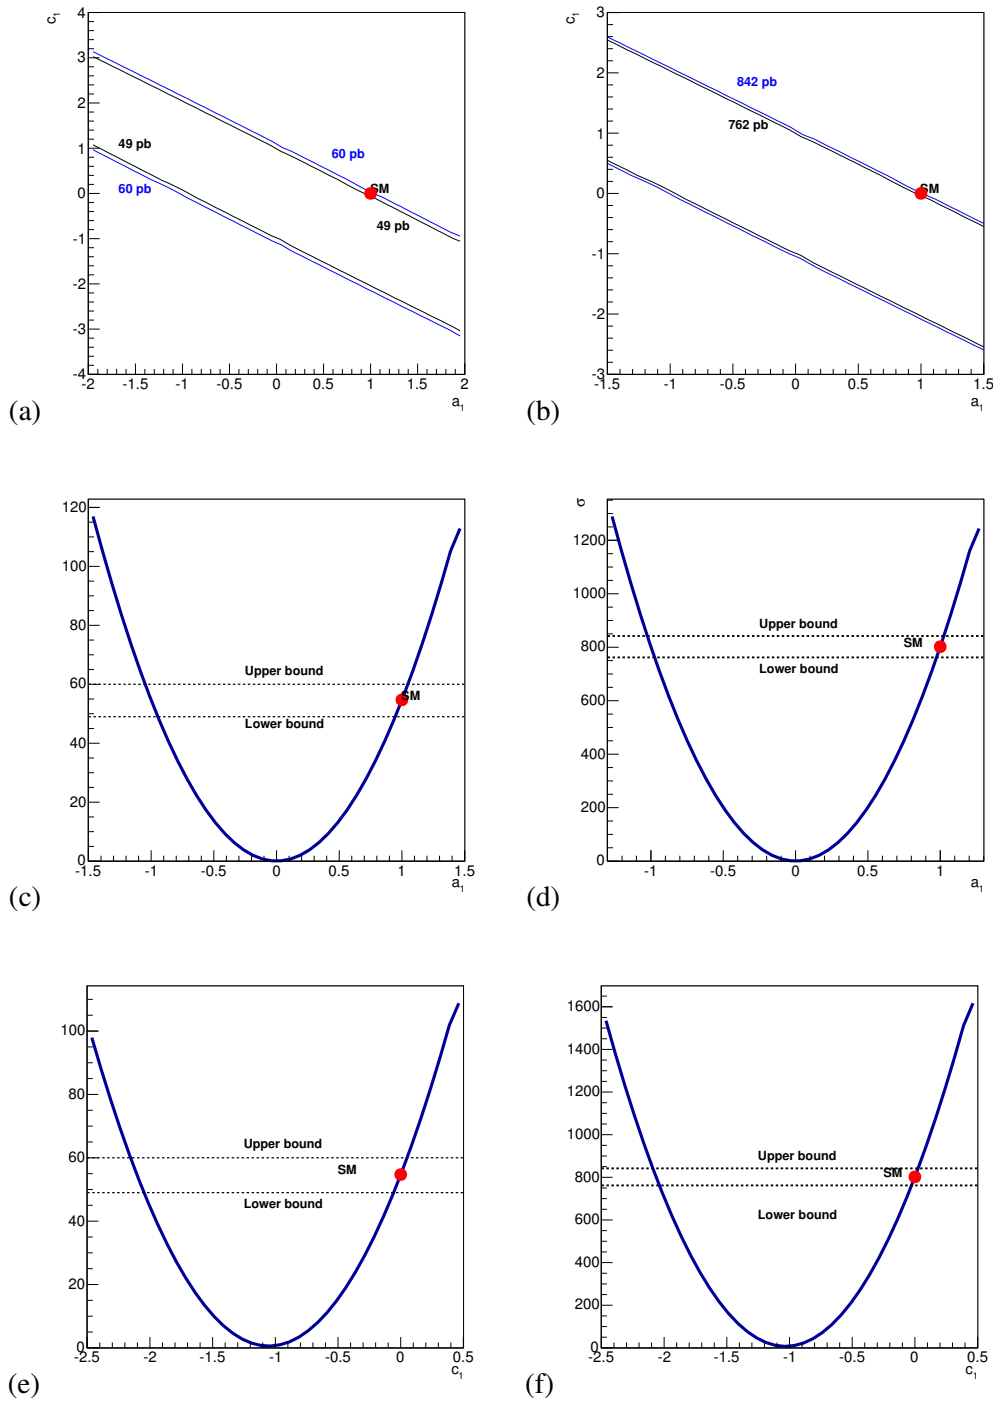 c₁
4
3
2
1
0
-1
-2
-3
-4
60 pb
49 pb
SM
49 pb
60 pb
-2 -1.5 -1 -0.5 0 0.5 1 1.5 2
a₁
(a)
c₁
3
2
1
0
-1
-2
-3
842 pb
762 pb
SM
-1.5 -1 -0.5 0 0.5 1 1.5
a₁
(b)
120
100
80
60
40
20
0
Upper bound
SM
Lower bound
-1.5 -1 -0.5 0 0.5 1 1.5
a₁
(c)
σ
1200
1000
800
600
400
200
0
Upper bound
SM
Lower bound
-1 -0.5 0 0.5 1
a₁
(d)
100
80
60
40
20
0
Upper bound
SM
Lower bound
-2.5 -2 -1.5 -1 -0.5 0 0.5
c₁
(e)
1600
1400
1200
1000
800
600
400
200
0
Upper bound
SM
Lower bound
-2.5 -2 -1.5 -1 -0.5 0 0.5
c₁
(f)